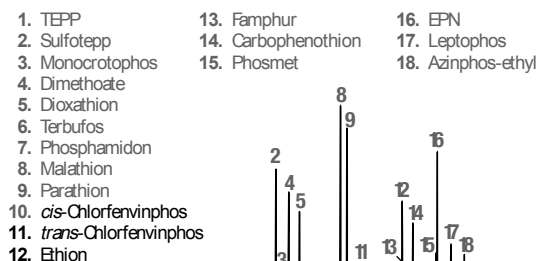 1. TEPP
2. Sulfotepp
3. Monocrotophos
4. Dimethoate
5. Dioxathion
6. Terbufos
7. Phosphamidon
8. Malathion
9. Parathion
10. cis-Chlorfenvinphos
11. trans-Chlorfenvinphos
12. Ethion
13. Famphur
14. Carbophenothion
15. Phosmet
16. EPN
17. Leptophos
18. Azinphos-ethyl
8
9
16
2
4
5
12
14
3
11
13
15
17
18